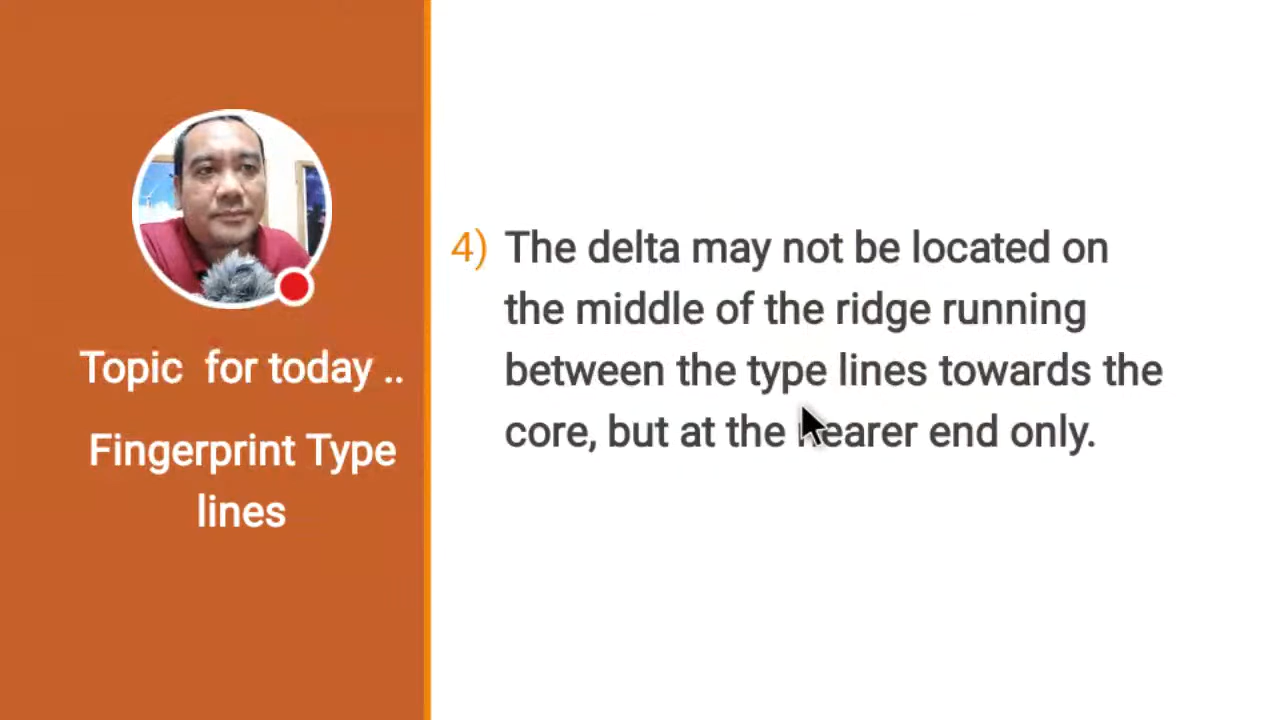 Topic for today ..
Fingerprint Type
lines
4) The delta may not be located on
the middle of the ridge running
between the type lines towards the
core, but at the nearer end only.